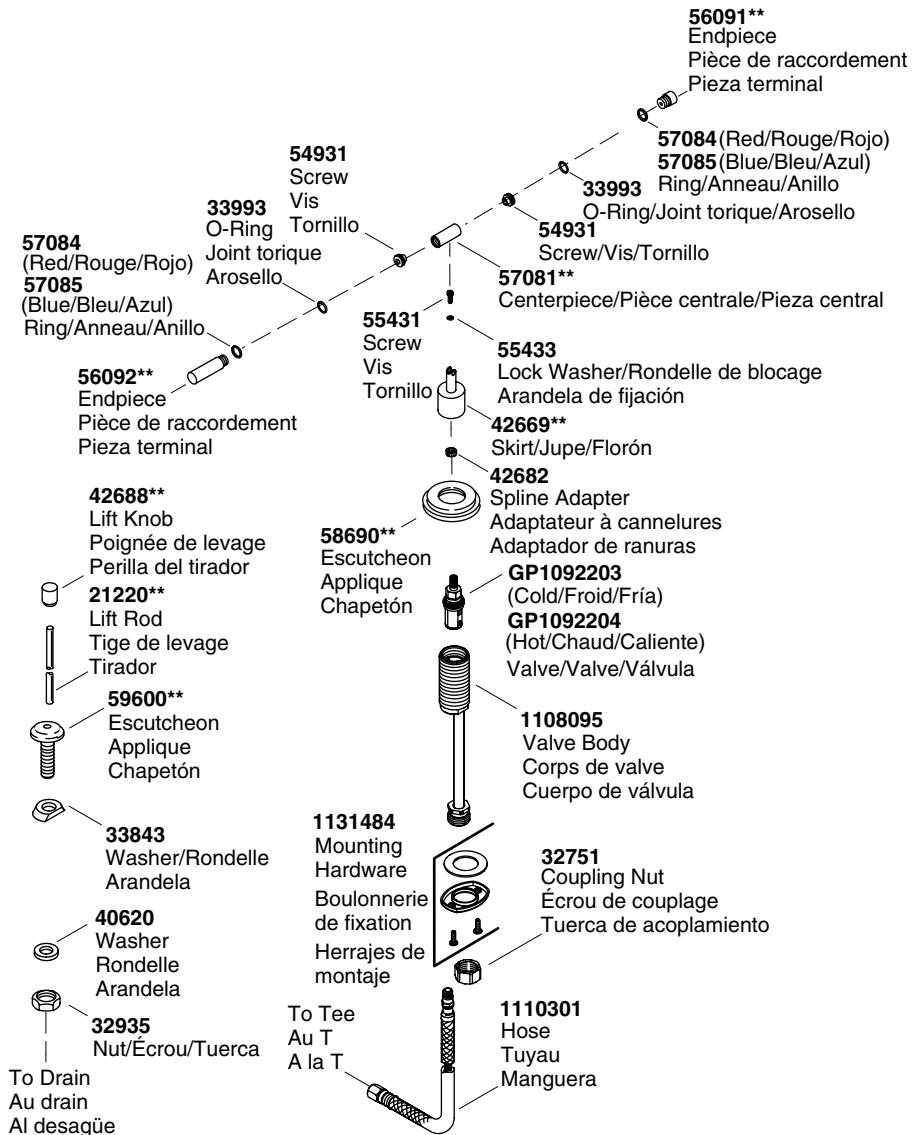 56091**
Endpiece
Pièce de raccordement
Pieza terminal
57084 (Red/Rouge/Rojo)
57085 (Blue/Bleu/Azul)
Ring/Anneau/Anillo
33993
O-Ring/Joint torique/Arosello
54931
Screw/Vis/Tornillo
57081**
Centerpiece/Pièce centrale/Pieza central
54931
Screw
Vis
Tornillo
33993
O-Ring
Joint torique
Arosello
57084
(Red/Rouge/Rojo)
57085
(Blue/Bleu/Azul)
Ring/Anneau/Anillo
56092**
Endpiece
Pièce de raccordement
Pieza terminal
55431
Screw
Vis
Tornillo
55433
Lock Washer/Rondelle de blocage
Arandela de fijación
42669**
Skirt/Jupe/Florón
42682
Spline Adapter
Adaptateur à cannelures
Adaptador de ranuras
58690**
Escutcheon
Applique
Chapetón
GP1092203
(Cold/Froid/Fría)
GP1092204
(Hot/Chaud/Caliente)
Valve/Valve/Válvula
1108095
Valve Body
Corps de valve
Cuerpo de válvula
42688**
Lift Knob
Poignée de levage
Perilla del tirador
21220**
Lift Rod
Tige de levage
Tirador
59600**
Escutcheon
Applique
Chapetón
33843
Washer/Rondelle
Arandela
40620
Washer
Rondelle
Arandela
32935
Nut/Écrou/Tuerca
To Drain
Au drain
Al desagüe
1131484
Mounting
Hardware
Boulonnerie
de fixation
Herrajes de
montaje
32751
Coupling Nut
Écrou de couplage
Tuerca de acoplamiento
To Tee
Au T
A la T
1110301
Hose
Tuyau
Manguera